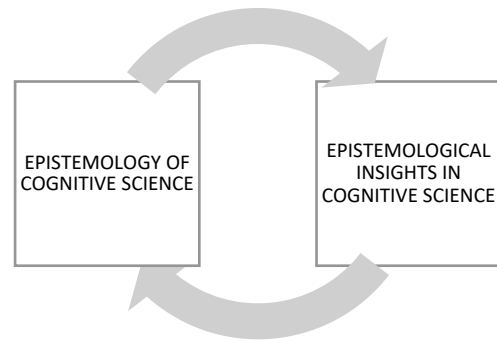 EPISTEMOLOGY OF
COGNITIVE SCIENCE
EPISTEMOLOGICAL
INSIGHTS IN
COGNITIVE SCIENCE